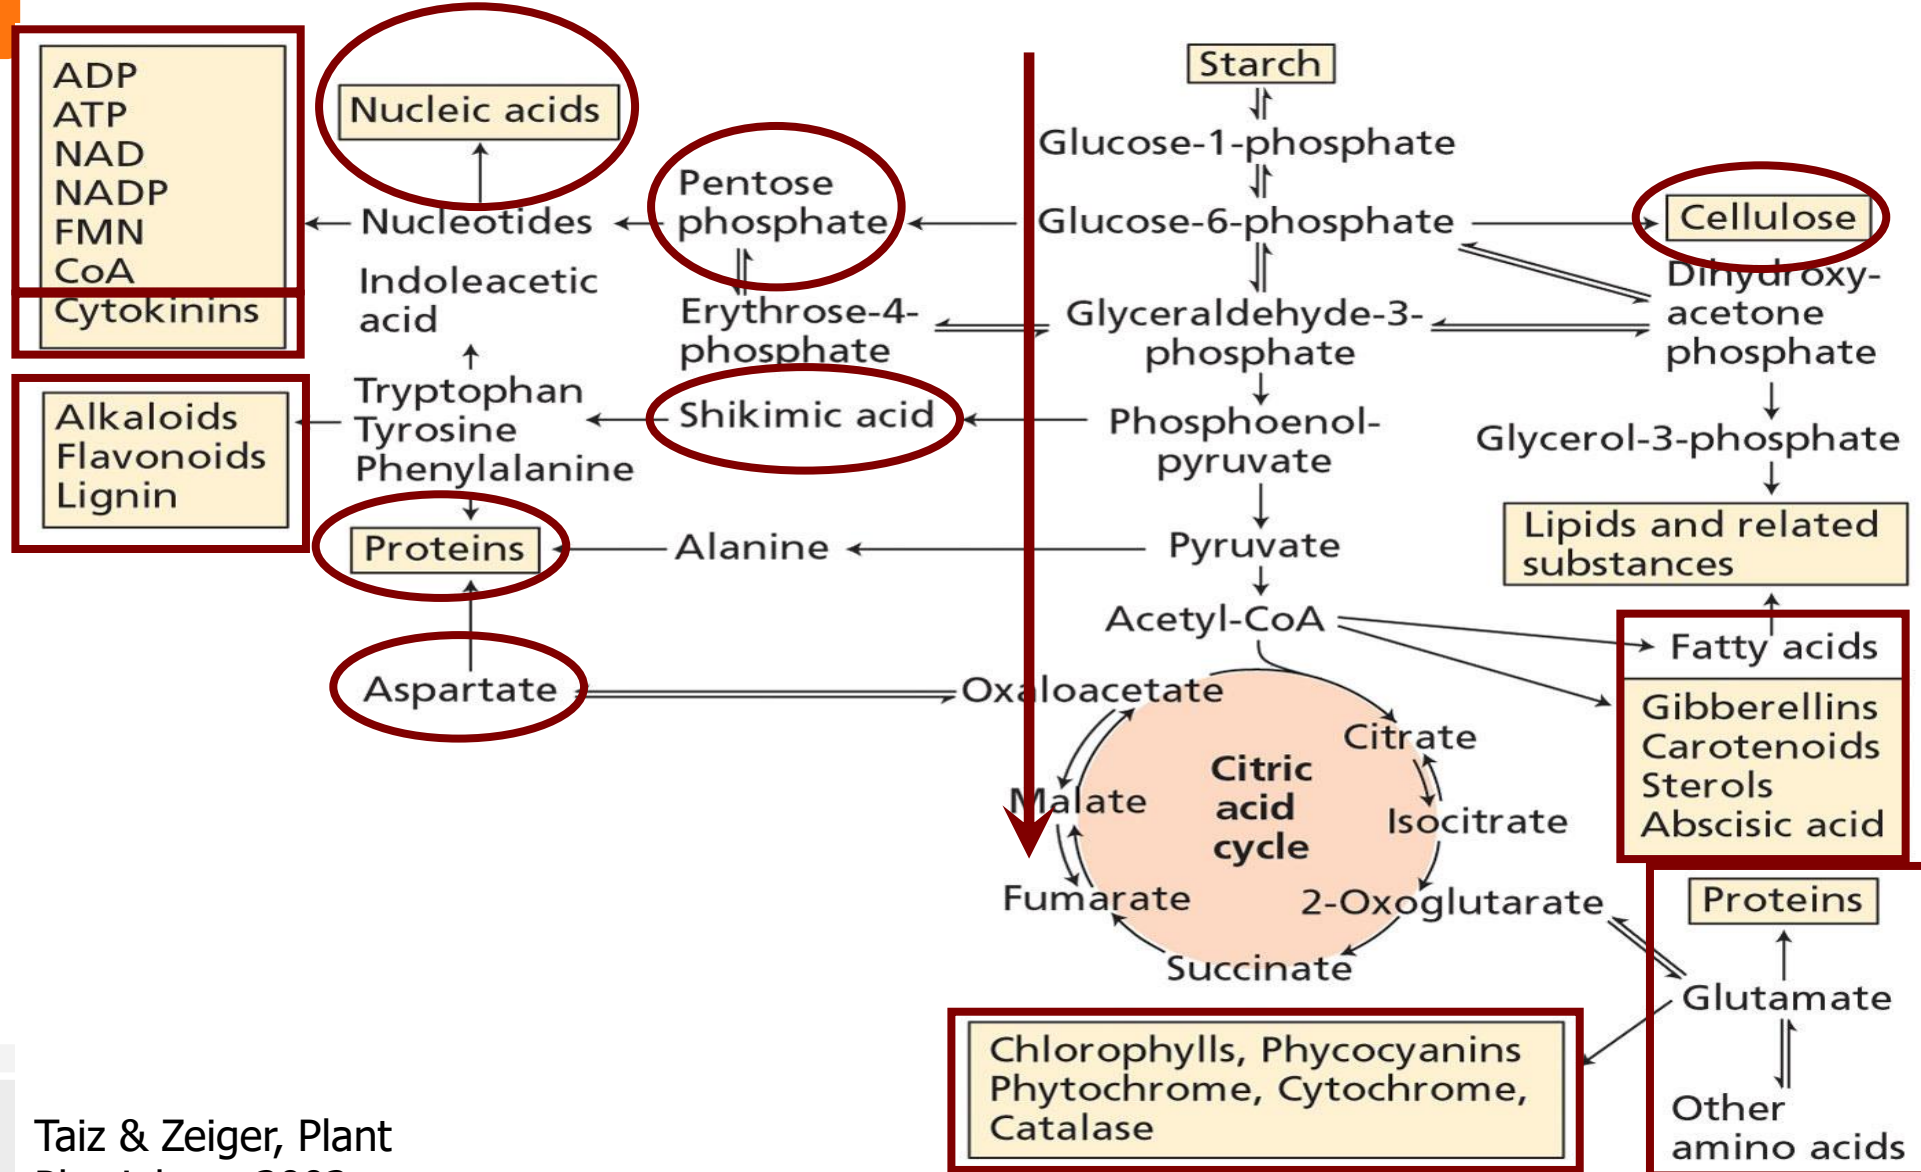 ADP
ATP
NAD
NADP
FMN
CoA
Cytokinins
Nucleic acids
Nucleotides
Pentose
phosphate
Starch
Glucose-1-phosphate
Glucose-6-phosphate
Cellulose
Indoleacetic
acid
Erythrose-4-
phosphate
Glyceraldehyde-3-
phosphate
Dihydroxy-
acetone
phosphate
Alkaloids
Flavonoids
Lignin
Tryptophan
Tyrosine
Phenylalanine
Shikimic acid
Phosphoenol-
pyruvate
Glycerol-3-phosphate
Proteins
Alanine
Pyruvate
Lipids and related
substances
Acetyl-CoA
Fatty acids
Aspartate
Oxaloacetate
Gibberellins
Carotenoids
Sterols
Abscisic acid
Citrate
Citric
acid
cycle
Malate
Isocitrate
Fumarate
2-Oxoglutarate
Succinate
Proteins
Glutamate
Other
amino acids
Chlorophylls, Phycocyanins
Phytochrome, Cytochrome,
Catalase
Taiz & Zeiger, Plant